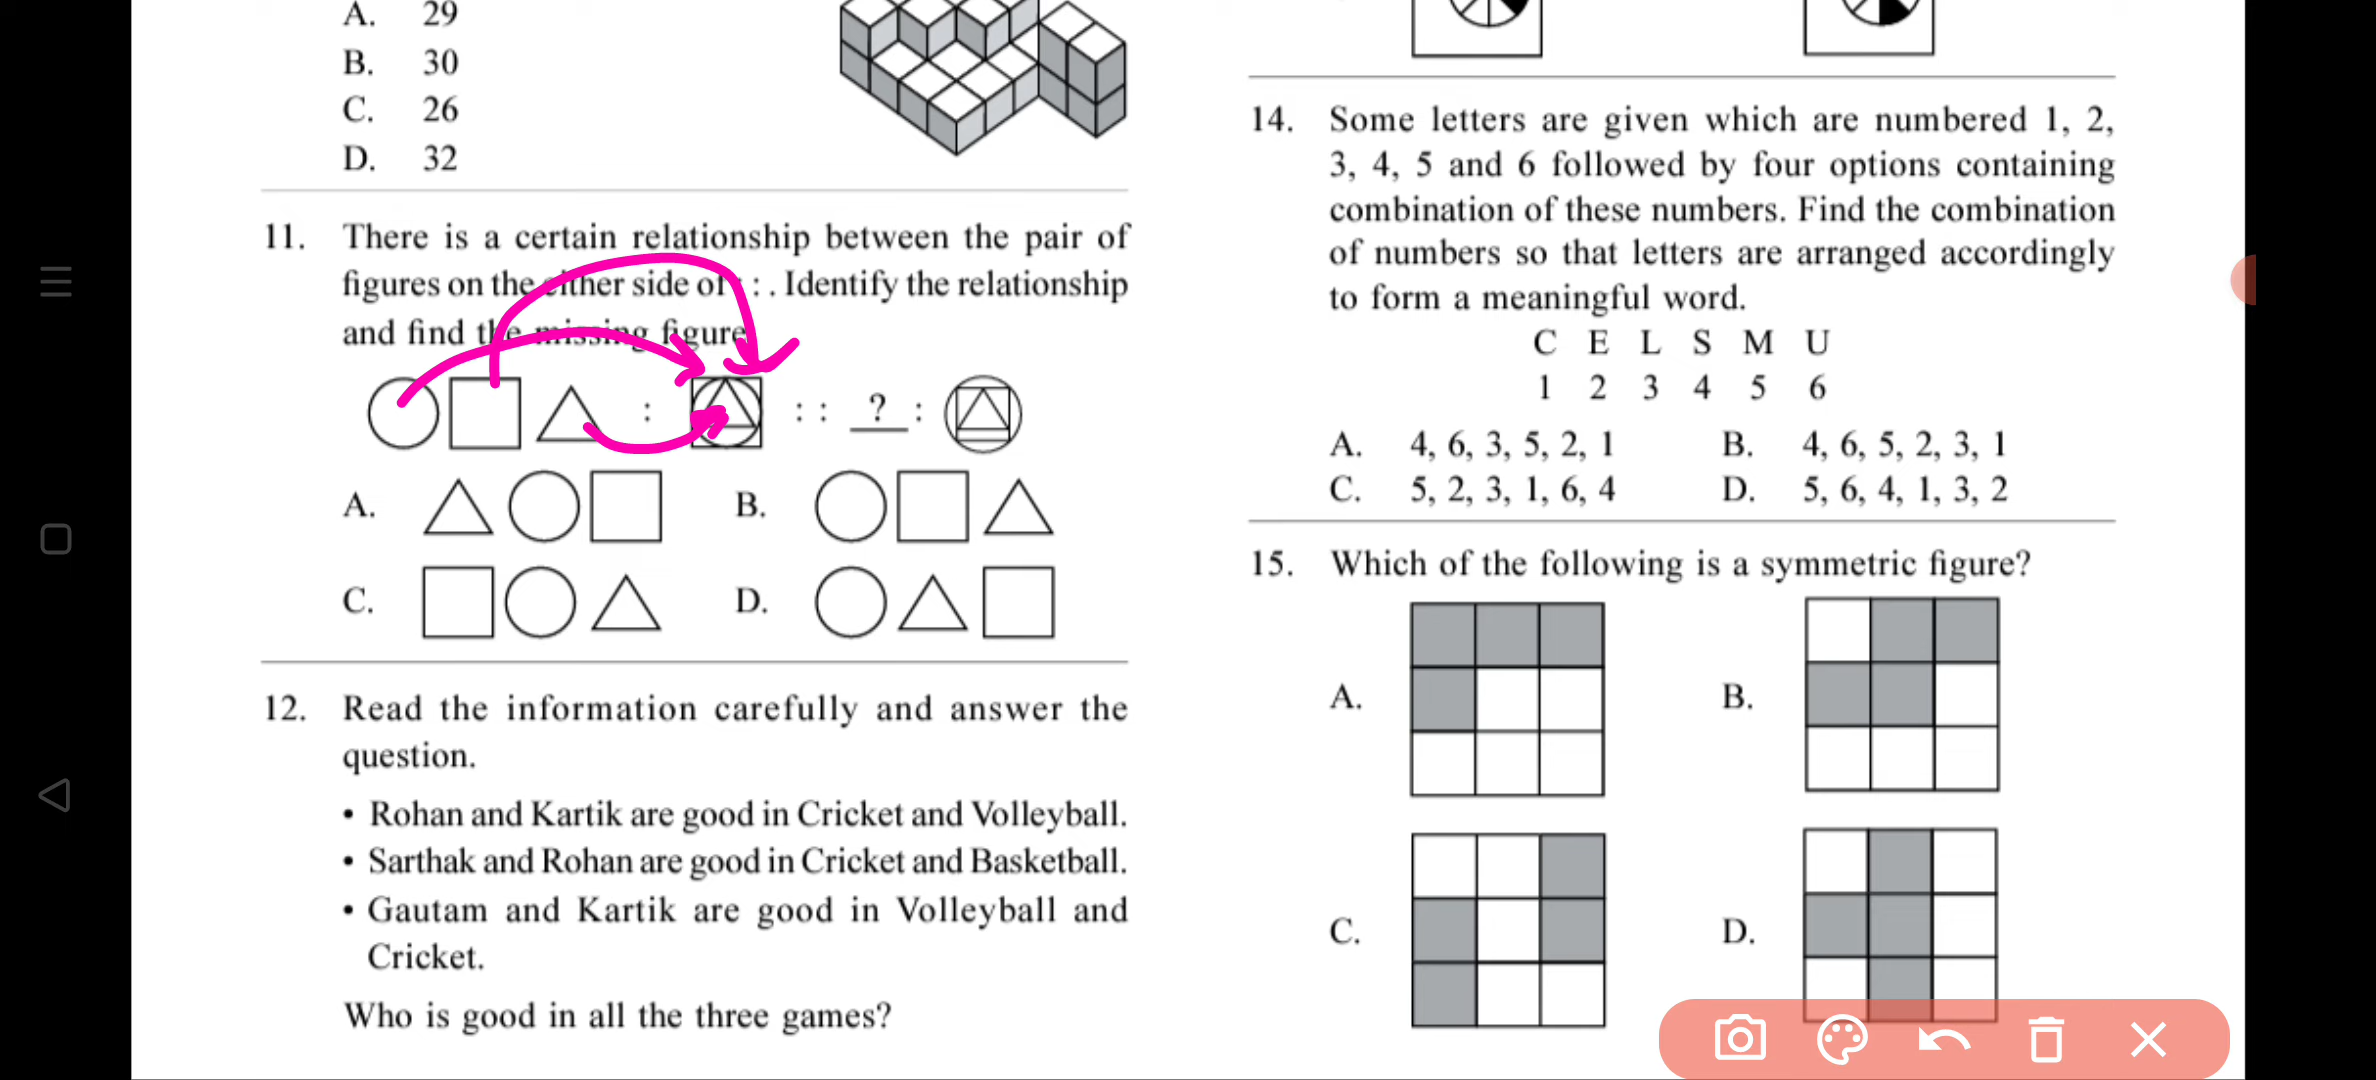 A. 29
B. 30
C. 26
D. 32
11. There is a certain relationship between the pair of
figures on the either side of : : . Identify the relationship
and find the missing figure
: : : ? :
A. B.
C. D.
12. Read the information carefully and answer the
question.
• Rohan and Kartik are good in Cricket and Volleyball.
• Sarthak and Rohan are good in Cricket and Basketball.
• Gautam and Kartik are good in Volleyball and
Cricket.
Who is good in all the three games?
14. Some letters are given which are numbered 1, 2,
3, 4, 5 and 6 followed by four options containing
combination of these numbers. Find the combination
of numbers so that letters are arranged accordingly
to form a meaningful word.
C E L S M U
1 2 3 4 5 6
A. 4, 6, 3, 5, 2, 1 B. 4, 6, 5, 2, 3, 1
C. 5, 2, 3, 1, 6, 4 D. 5, 6, 4, 1, 3, 2
15. Which of the following is a symmetric figure?
A. B.
C. D.